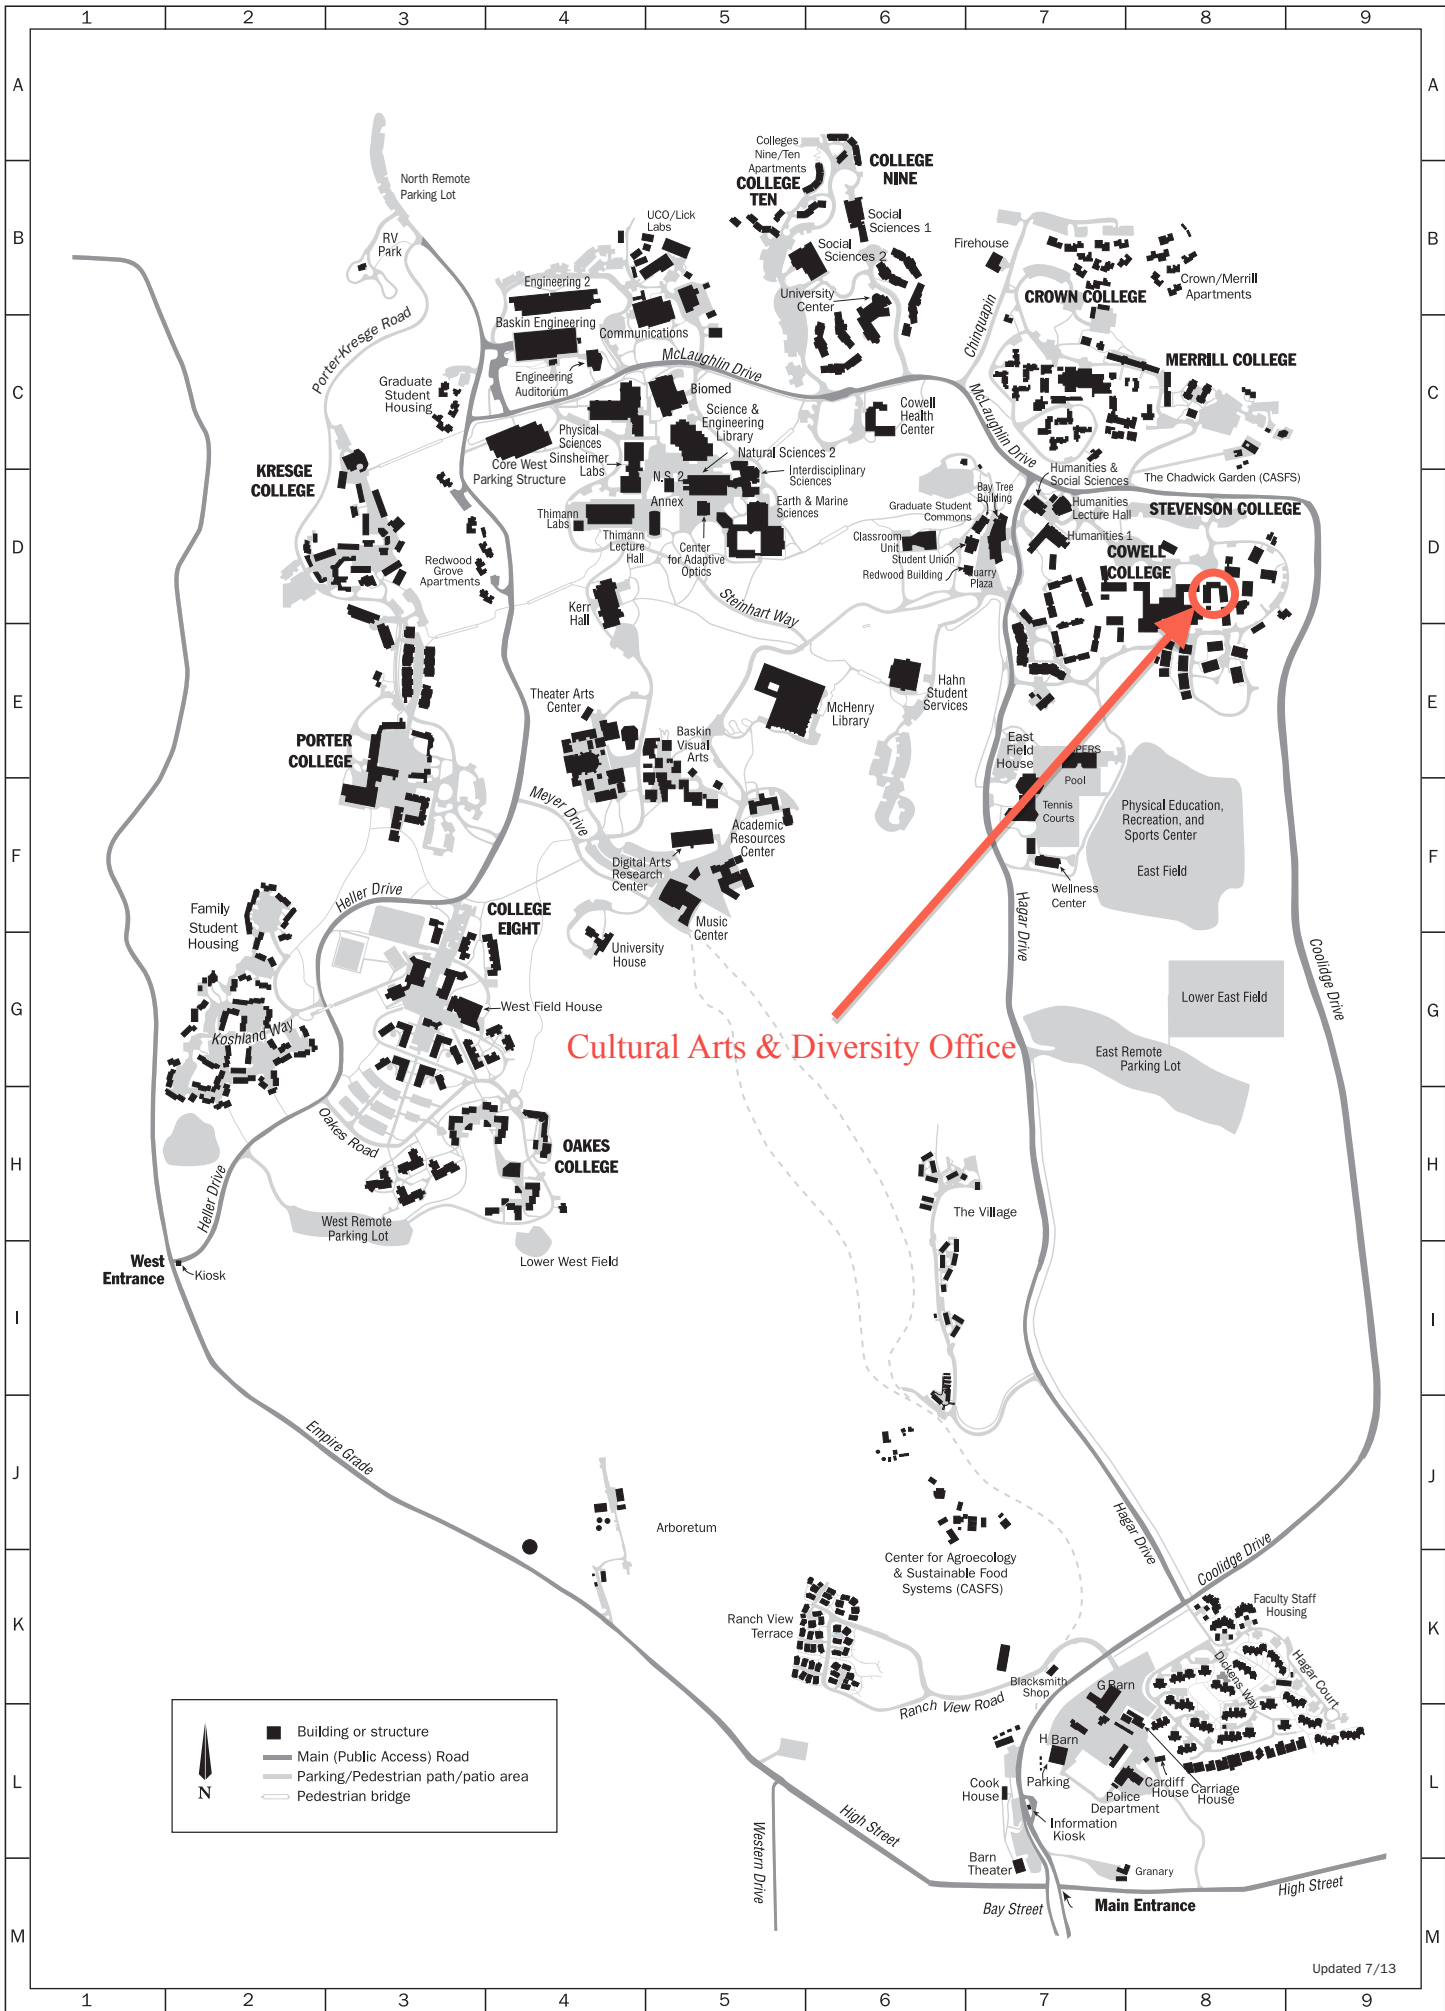 1 2 3 4 5 6 7 8 9
A A
B B
C C
D D
E E
F F
G G
H H
I I
J J
K K
L L
M M
1 2 3 4 5 6 7 8 9
North Remote
Parking Lot
RV
Park
Porter-Kresge Road
Graduate
Student
Housing
UCO/Lick
Labs
Engineering 2
Baskin Engineering
Communications
Engineering
Auditorium
McLaughlin Drive
Colleges
Nine/Ten
Apartments
COLLEGE
NINE
COLLEGE
TEN
Social
Sciences 1
Social
Sciences 2
University
Center
Firehouse
Chinquapin
CROWN COLLEGE
Crown/Merrill
Apartments
MERRILL COLLEGE
McLaughlin Drive
Biomed
Science &
Engineering
Library
Cowell
Health
Center
Physical
Sciences
Sinsheimer
Labs
Core West
Parking Structure
Natural Sciences 2
N.S. 2
Annex
Interdisciplinary
Sciences
Earth & Marine
Sciences
Thimann
Labs
Thimann
Lecture
Hall
Center
for Adaptive
Optics
KRESGE
COLLEGE
Redwood
Grove
Apartments
Kerr
Hall
Steinhart Way
Bay Tree
Building
Graduate Student
Commons
Classroom
Unit
Student Union
Redwood Building
Quarry
Plaza
Humanities &
Social Sciences
The Chadwick Garden (CASFS)
Humanities
Lecture Hall
Humanities 1
STEVENSON COLLEGE
COWELL
COLLEGE
Theater Arts
Center
Baskin
Visual
Arts
McHenry
Library
Hahn
Student
Services
East
Field
House
OPERS
Pool
Tennis
Courts
Physical Education,
Recreation, and
Sports Center
East Field
Wellness
Center
PORTER
COLLEGE
Meyer Drive
Academic
Resources
Center
Digital Arts
Research
Center
Music
Center
Heller Drive
Family
Student
Housing
COLLEGE
EIGHT
University
House
Hagar Drive
Coolidge Drive
West Field House
Koshland Way
Lower East Field
East Remote
Parking Lot
Cultural Arts & Diversity Office
Oakes Road
OAKES
COLLEGE
Heller Drive
West Remote
Parking Lot
Lower West Field
The Village
West
Entrance
Kiosk
Empire Grade
Arboretum
Hagar Drive
Coolidge Drive
Center for Agroecology
& Sustainable Food
Systems (CASFS)
Ranch View
Terrace
Faculty Staff
Housing
Hagar Court
Dickens Way
Blacksmith
Shop
Ranch View Road
G Barn
H Barn
Parking
Cook
House
Police
Department
Cardiff
House
Carriage
House
Information
Kiosk
Barn
Theater
Granary
High Street
Western Drive
Bay Street
Main Entrance
High Street
Building or structure
Main (Public Access) Road
Parking/Pedestrian path/patio area
Pedestrian bridge
N
Updated 7/13